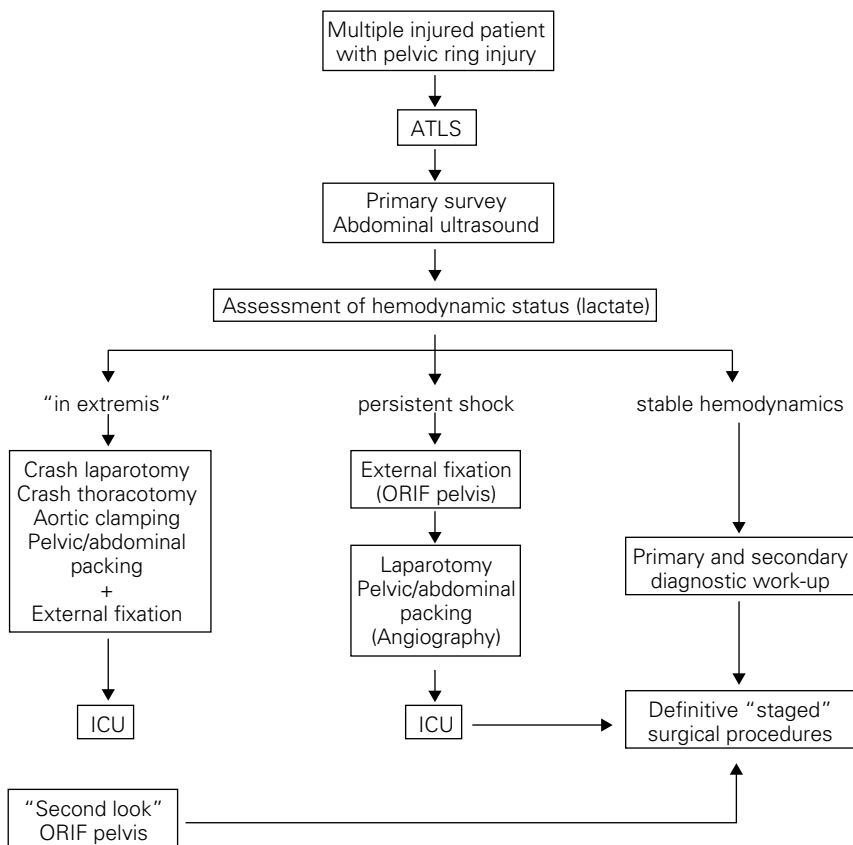 Multiple injured patient
with pelvic ring injury
ATLS
Primary survey
Abdominal ultrasound
Assessment of hemodynamic status (lactate)
“in extremis”
persistent shock
stable hemodynamics
Crash laparotomy
Crash thoracotomy
Aortic clamping
Pelvic/abdominal
packing
+
External fixation
External fixation
(ORIF pelvis)
Laparotomy
Pelvic/abdominal
packing
(Angiography)
Primary and secondary
diagnostic work-up
ICU
ICU
Definitive “staged”
surgical procedures
“Second look”
ORIF pelvis